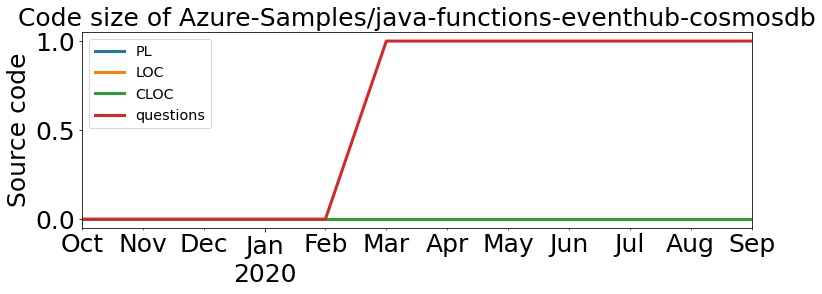 Code size of Azure-Samples/java-functions-eventhub-cosmosdb
1.0
0.5
0.0
Source code
PL
LOC
CLOC
questions
Oct Nov Dec Jan Feb Mar Apr May Jun Jul Aug Sep
2020